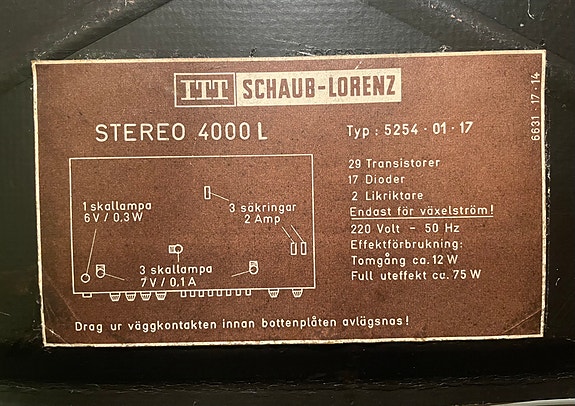 ITT SCHAUB-LORENZ
STEREO 4000 L
Typ : 5254 · 01 · 17
6631 · 17 · 14
29 Transistorer
17 Dioder
2 Likriktare
Endast för växelström!
220 Volt - 50 Hz
Effektförbrukning:
Tomgång ca. 12 W
Full uteffekt ca. 75 W
1 skallampa
6V / 0,3W
3 säkringar
2 Amp
3 skallampa
7V / 0,1A
Drag ur väggkontakten innan bottenplåten avlägsnas!